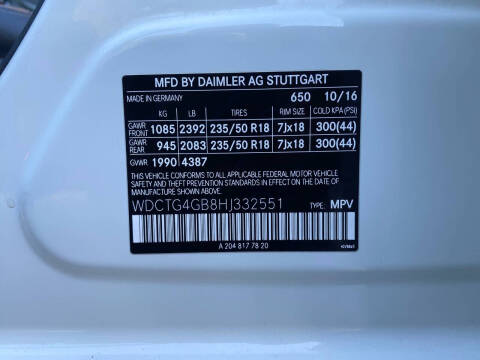 MFD BY DAIMLER AG STUTTGART
MADE IN GERMANY 650 10/16
KG LB TIRES RIM SIZE COLD KPA (PSI)
GAWR FRONT 1085 2392 235/50 R18 7Jx18 300(44)
GAWR REAR 945 2083 235/50 R18 7Jx18 300(44)
GVWR 1990 4387
THIS VEHICLE CONFORMS TO ALL APPLICABLE FEDERAL MOTOR VEHICLE
SAFETY AND THEFT PREVENTION STANDARDS IN EFFECT ON THE DATE OF
MANUFACTURE SHOWN ABOVE.
WDCTG4GB8HJ332551 TYPE: MPV
A 204 817 78 20